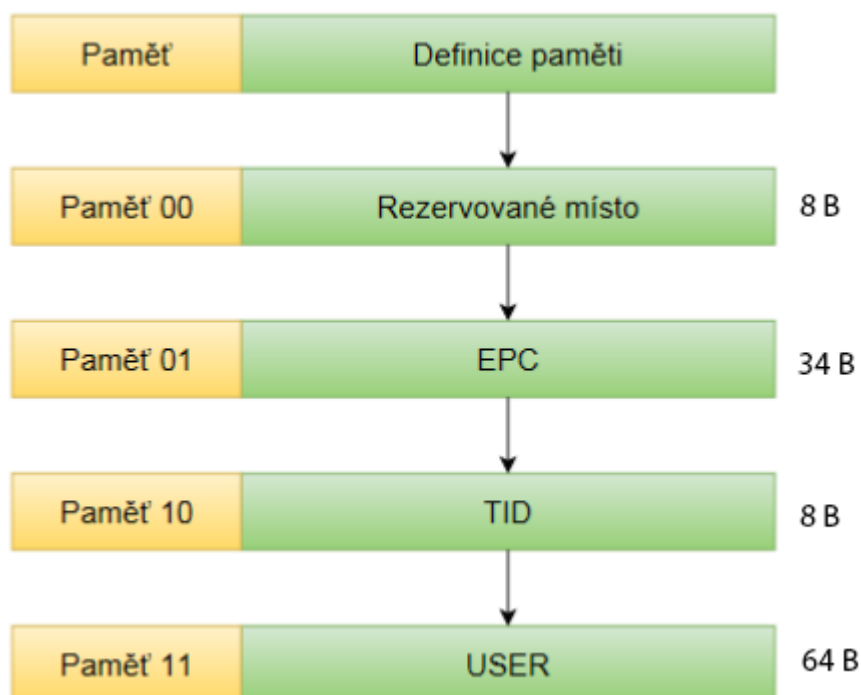 Paměť Definice paměti
Paměť 00 Rezervované místo 8 B
Paměť 01 EPC 34 B
Paměť 10 TID 8 B
Paměť 11 USER 64 B